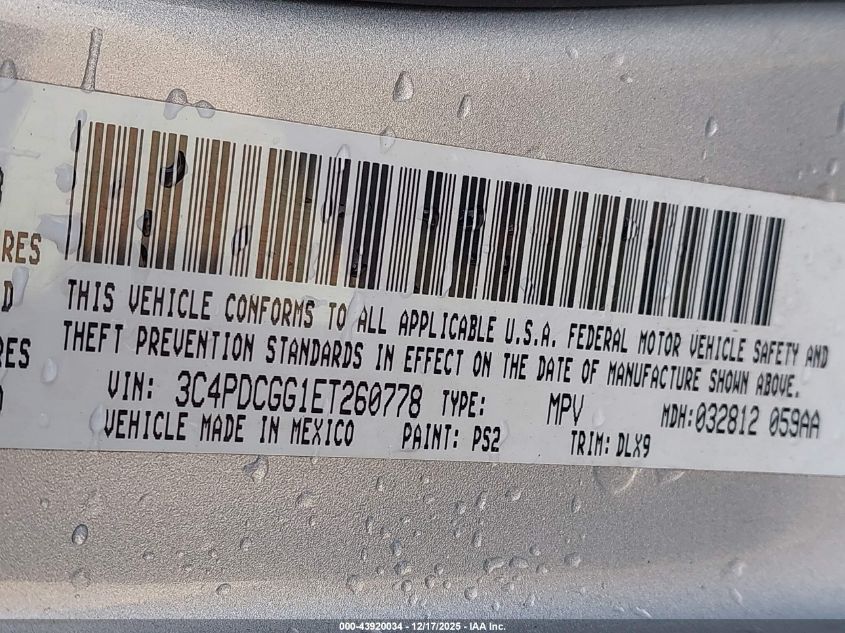 RES
D
RES
THIS VEHICLE CONFORMS TO ALL APPLICABLE U.S.A. FEDERAL MOTOR VEHICLE SAFETY AND
THEFT PREVENTION STANDARDS IN EFFECT ON THE DATE OF MANUFACTURE SHOWN ABOVE.
VIN: 3C4PDCGG1ET260778 TYPE: MPV MDH:032812 059AA
VEHICLE MADE IN MEXICO PAINT: PS2 TRIM: DLX9
000-43920034 - 12/17/2025 - IAA Inc.